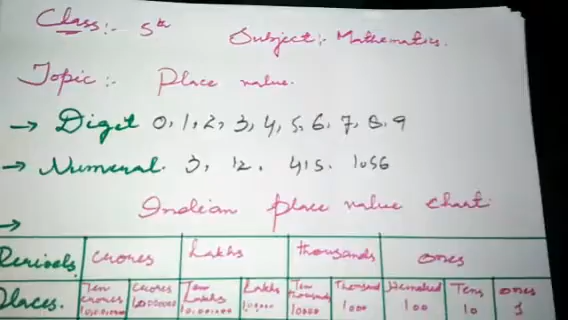 Class:- 5th
Subject:- Mathematics.
Topic:- Place value.
→ Digit 0, 1, 2, 3, 4, 5, 6, 7, 8, 9
→ Numeral. 3, 12, 415. 1056
→ Indian place value chart
Periods Crores Lakhs Thousands Ones
Places. Ten Crores Crores Ten Lakhs Lakhs Ten Thousands Thousand Hundred Tens Ones
10000 1000 100 10 1